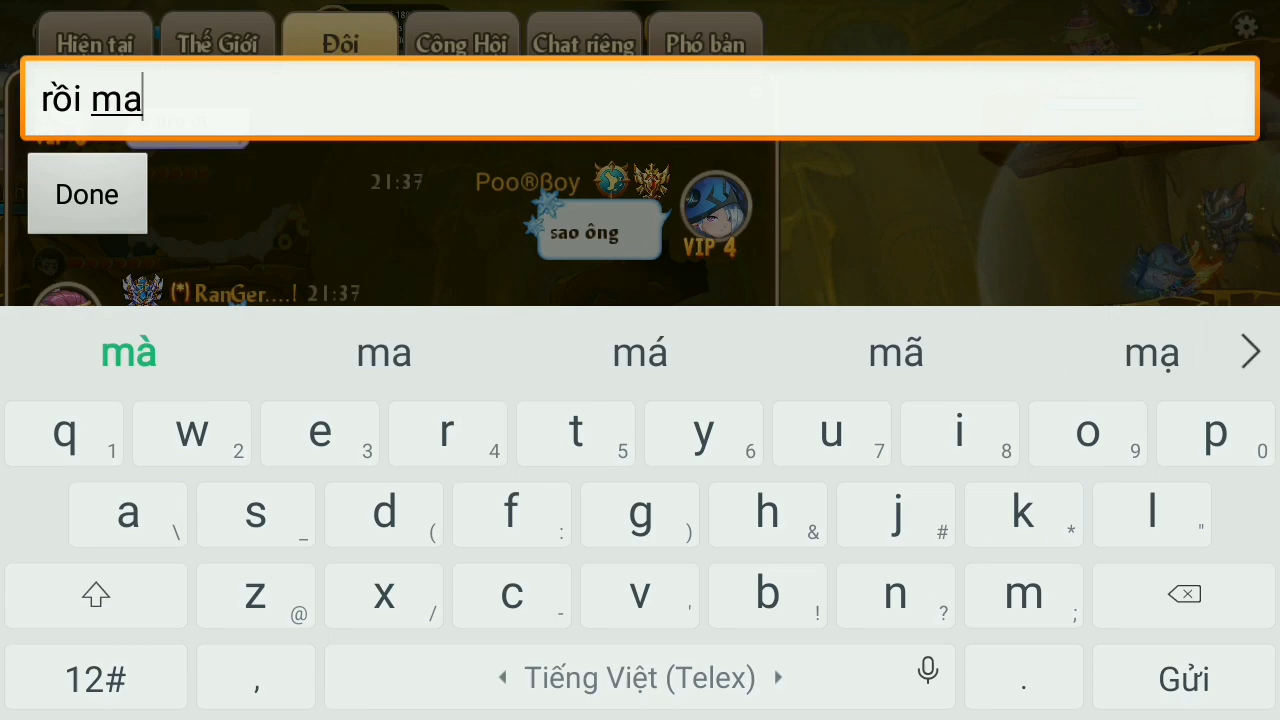 Hiện tại Thế Giới Đội Công Hội Chat riêng Phó bản
rồi ma
Done
21:37 Poo®βoy
sao ông
VIP 4
(*) RanGer....! 21:37
mà ma má mã mạ
q 1 w 2 e 3 r 4 t 5 y 6 u 7 i 8 o 9 p 0
a \ s _ d ( f : g ) h & j # k * l "
z @ x / c - v ' b ! n ? m ;
12# , Tiếng Việt (Telex) . Gửi